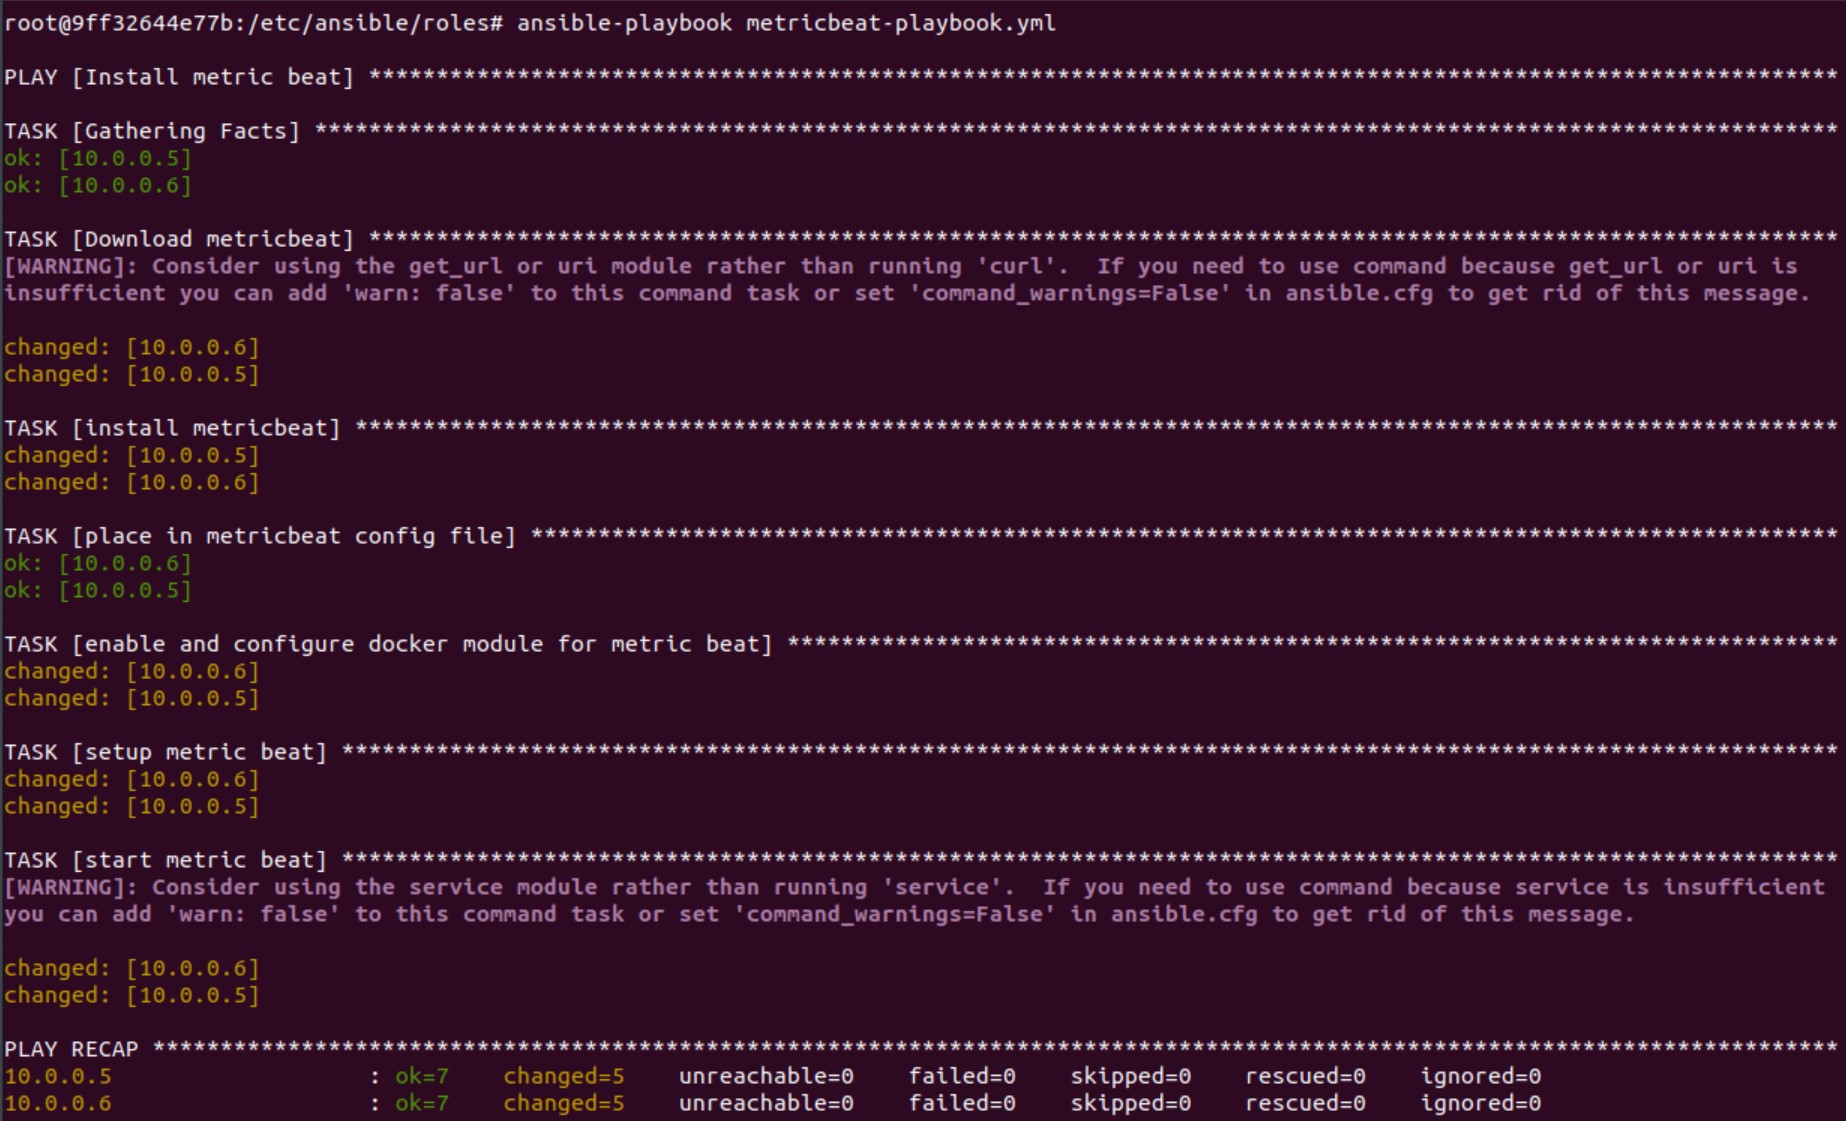 root@9ff32644e77b:/etc/ansible/roles# ansible-playbook metricbeat-playbook.yml
PLAY [Install metric beat] *************************************************************************************************************
TASK [Gathering Facts] *****************************************************************************************************************
ok: [10.0.0.5]
ok: [10.0.0.6]
TASK [Download metricbeat] *************************************************************************************************************
[WARNING]: Consider using the get_url or uri module rather than running 'curl'.  If you need to use command because get_url or uri is
insufficient you can add 'warn: false' to this command task or set 'command_warnings=False' in ansible.cfg to get rid of this message.
changed: [10.0.0.6]
changed: [10.0.0.5]
TASK [install metricbeat] **************************************************************************************************************
changed: [10.0.0.5]
changed: [10.0.0.6]
TASK [place in metricbeat config file] *************************************************************************************************
ok: [10.0.0.6]
ok: [10.0.0.5]
TASK [enable and configure docker module for metric beat] ******************************************************************************
changed: [10.0.0.6]
changed: [10.0.0.5]
TASK [setup metric beat] ***************************************************************************************************************
changed: [10.0.0.6]
changed: [10.0.0.5]
TASK [start metric beat] ***************************************************************************************************************
[WARNING]: Consider using the service module rather than running 'service'.  If you need to use command because service is insufficient
you can add 'warn: false' to this command task or set 'command_warnings=False' in ansible.cfg to get rid of this message.
changed: [10.0.0.6]
changed: [10.0.0.5]
PLAY RECAP *****************************************************************************************************************************
10.0.0.5                   : ok=7    changed=5    unreachable=0    failed=0    skipped=0    rescued=0    ignored=0
10.0.0.6                   : ok=7    changed=5    unreachable=0    failed=0    skipped=0    rescued=0    ignored=0